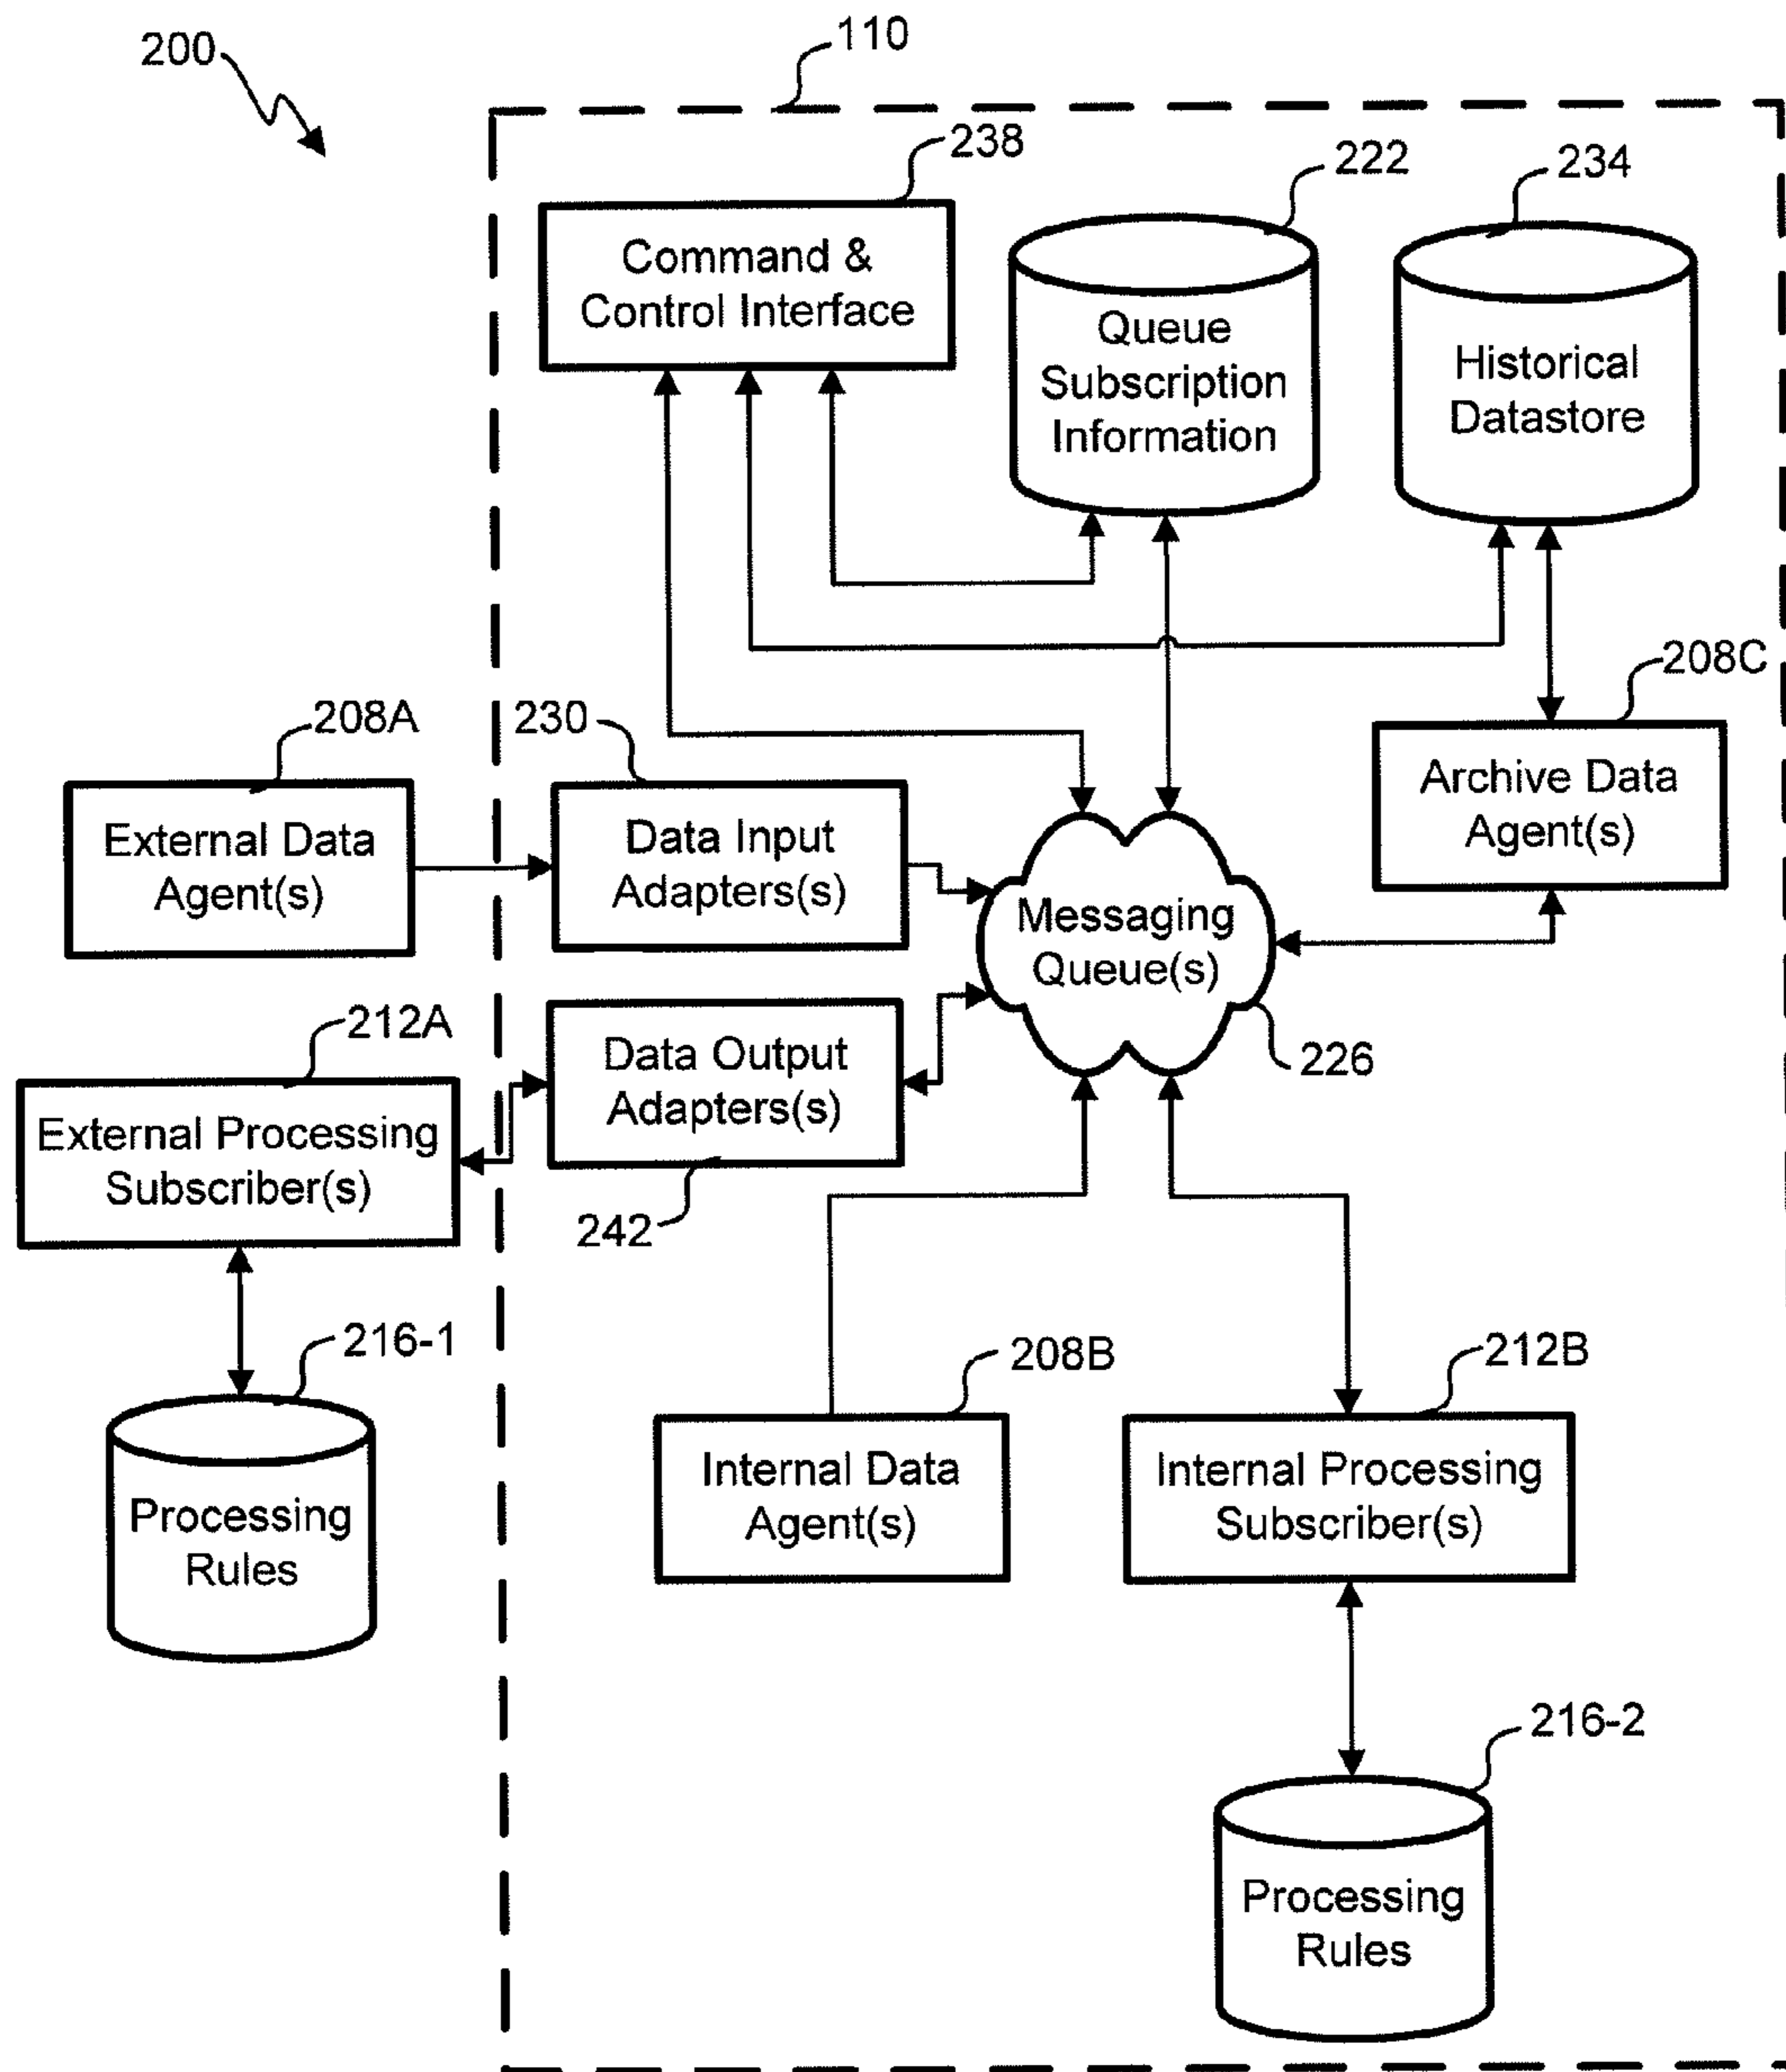 200
110
238
222
234
Command &
Control Interface
Queue
Subscription
Information
Historical
Datastore
208C
208A
230
Archive Data
Agent(s)
External Data
Agent(s)
Data Input
Adapters(s)
Messaging
Queue(s)
226
212A
Data Output
Adapters(s)
External Processing
Subscriber(s)
242
216-1
208B
212B
Processing
Rules
Internal Data
Agent(s)
Internal Processing
Subscriber(s)
216-2
Processing
Rules